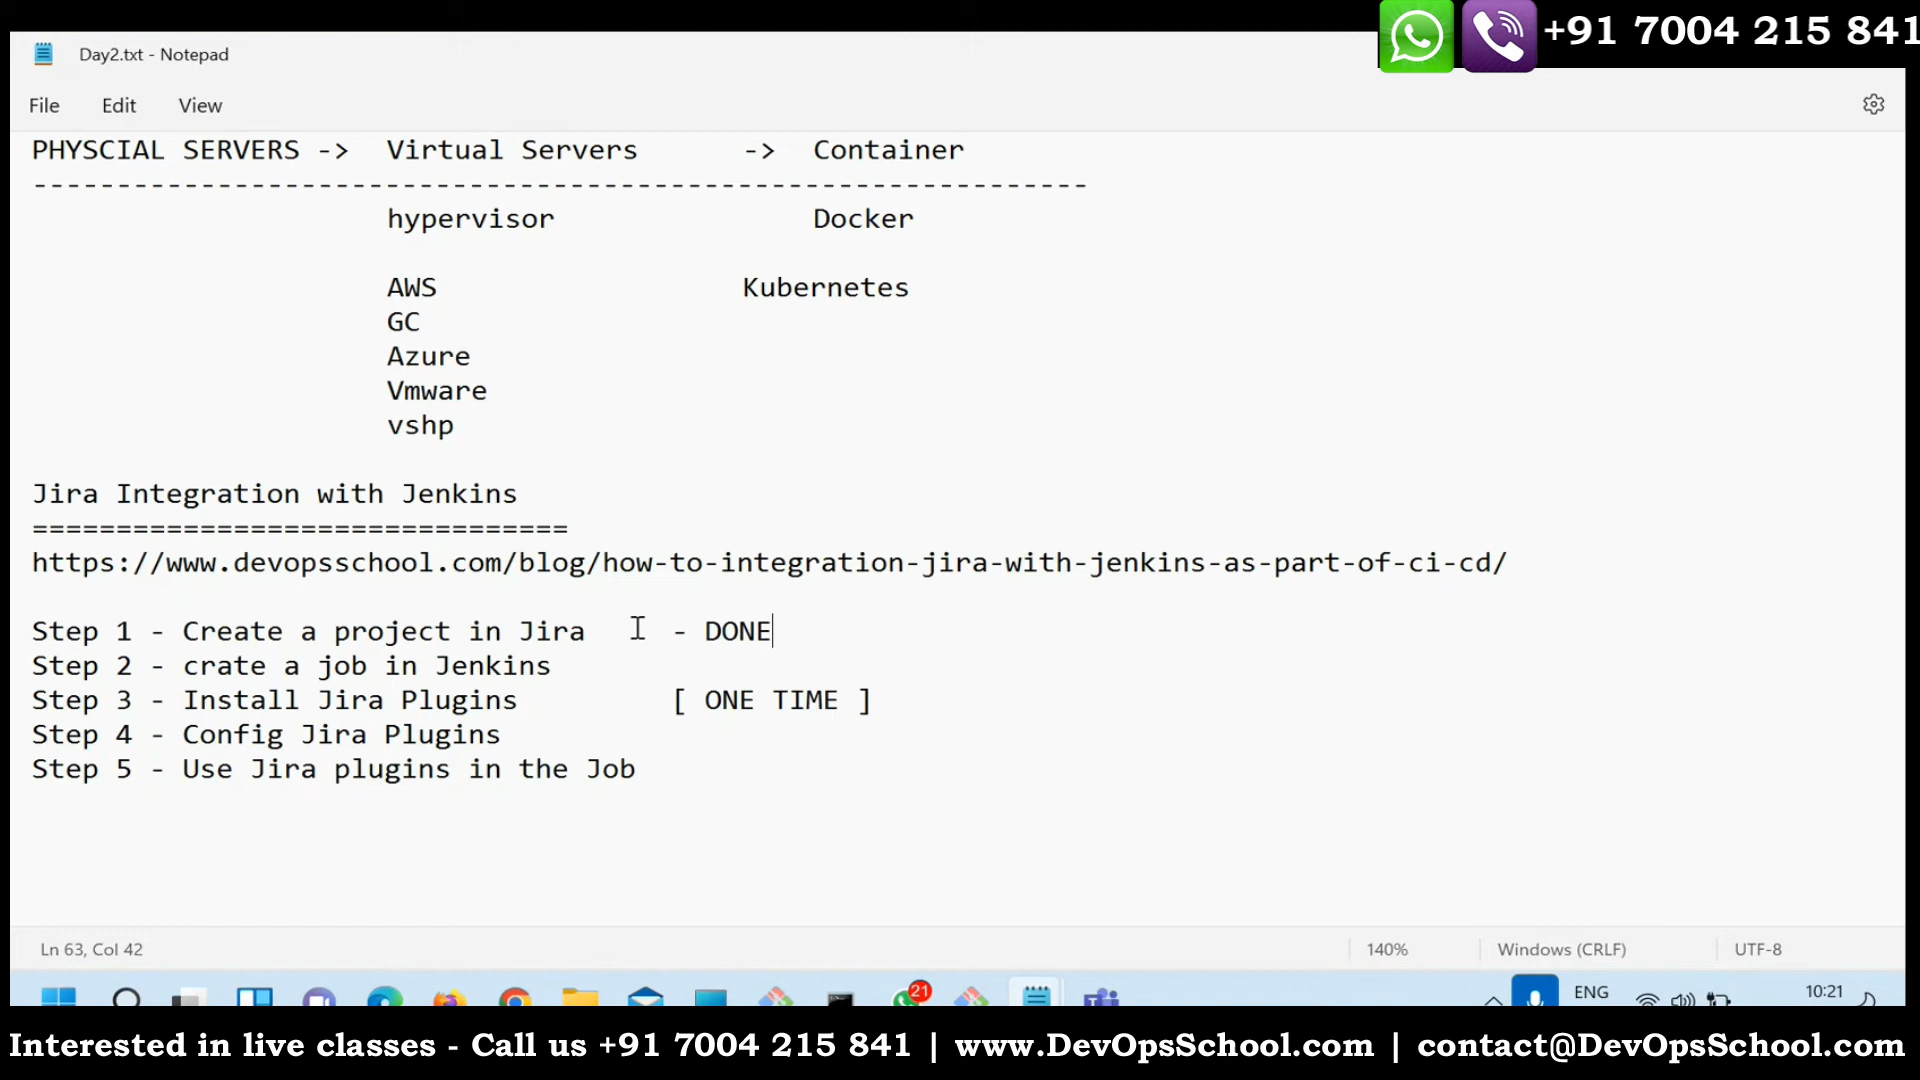 +91 7004 215 841
Day2.txt - Notepad
File Edit View
PHYSCIAL SERVERS -> Virtual Servers -> Container
---------------------------------------------------------------
hypervisor Docker
AWS Kubernetes
GC
Azure
Vmware
vshp
Jira Integration with Jenkins
================================
https://www.devopsschool.com/blog/how-to-integration-jira-with-jenkins-as-part-of-ci-cd/
Step 1 - Create a project in Jira - DONE
Step 2 - crate a job in Jenkins
Step 3 - Install Jira Plugins [ ONE TIME ]
Step 4 - Config Jira Plugins
Step 5 - Use Jira plugins in the Job
Ln 63, Col 42 140% Windows (CRLF) UTF-8
21 ENG 10:21
Interested in live classes - Call us +91 7004 215 841 | www.DevOpsSchool.com | contact@DevOpsSchool.com